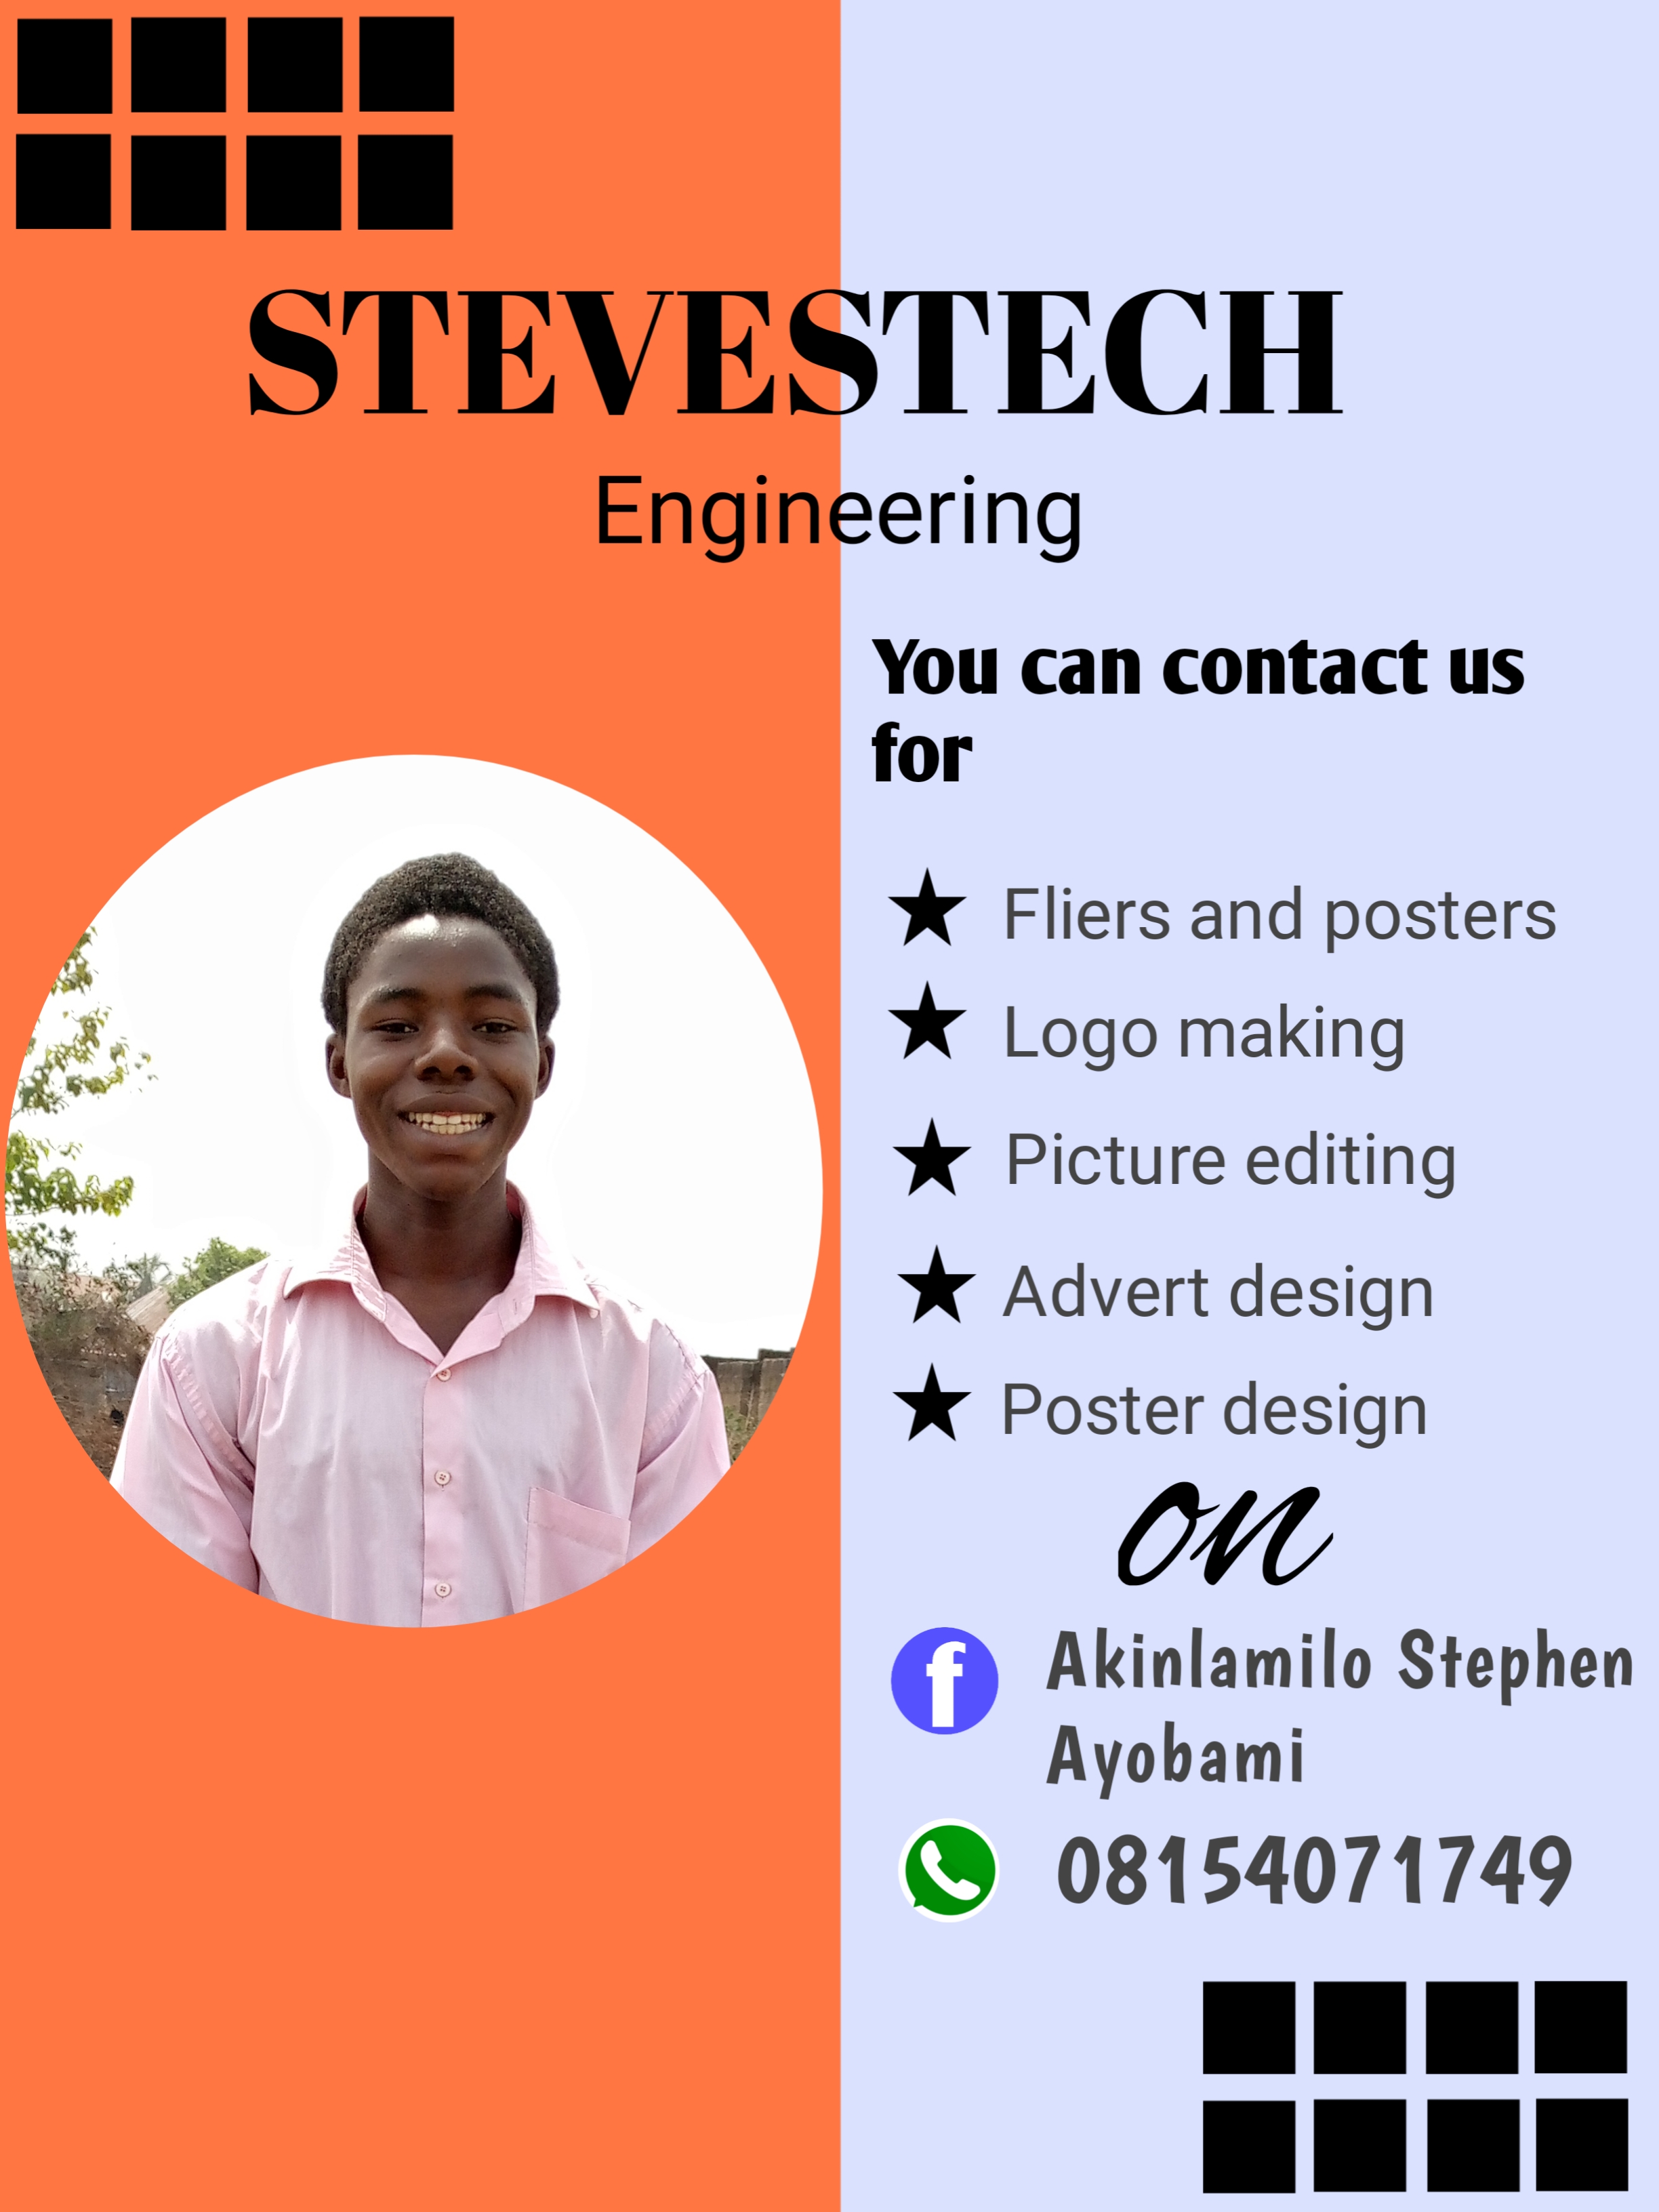 STEVESTECH
Engineering
You can contact us
for
Fliers and posters
Logo making
Picture editing
Advert design
Poster design
on
f
Akinlamilo Stephen
Ayobami
08154071749